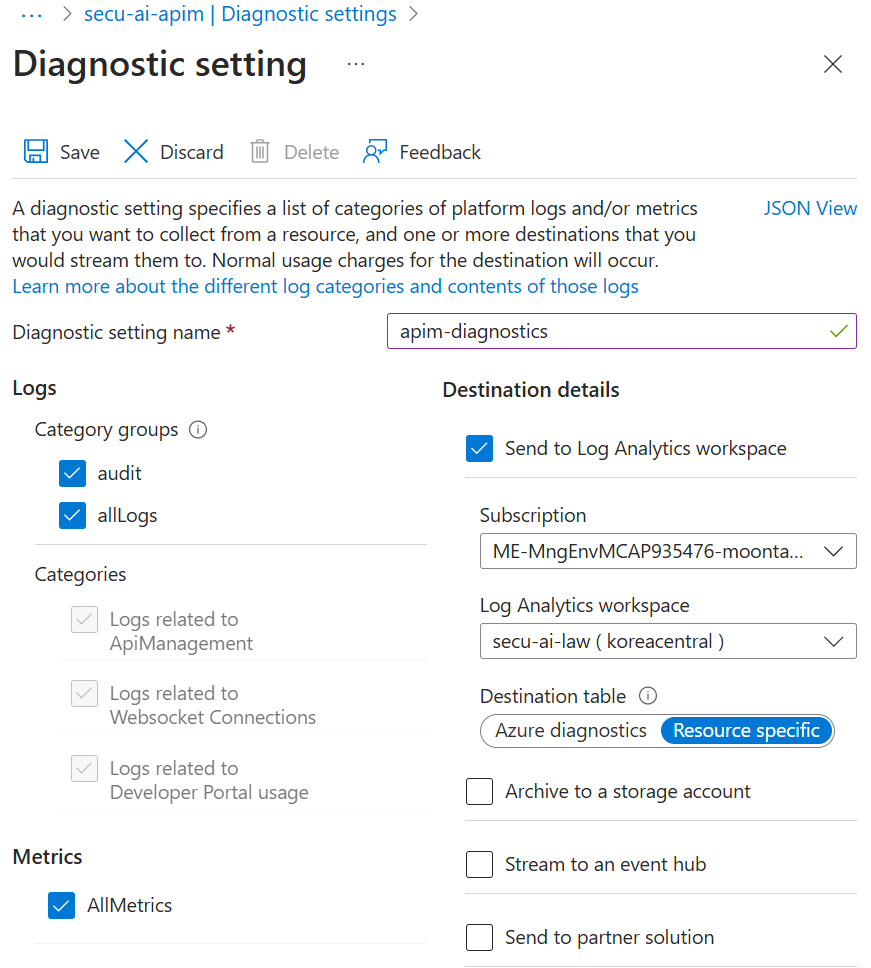 ... > secu-ai-apim | Diagnostic settings >
Diagnostic setting ...
Save Discard Delete Feedback
A diagnostic setting specifies a list of categories of platform logs and/or metrics
that you want to collect from a resource, and one or more destinations that you
would stream them to. Normal usage charges for the destination will occur.
Learn more about the different log categories and contents of those logs
JSON View
Diagnostic setting name *
apim-diagnostics
Logs
Category groups
audit
allLogs
Categories
Logs related to
ApiManagement
Logs related to
Websocket Connections
Logs related to
Developer Portal usage
Metrics
AllMetrics
Destination details
Send to Log Analytics workspace
Subscription
ME-MngEnvMCAP935476-moonta...
Log Analytics workspace
secu-ai-law ( koreacentral )
Destination table
Azure diagnostics Resource specific
Archive to a storage account
Stream to an event hub
Send to partner solution